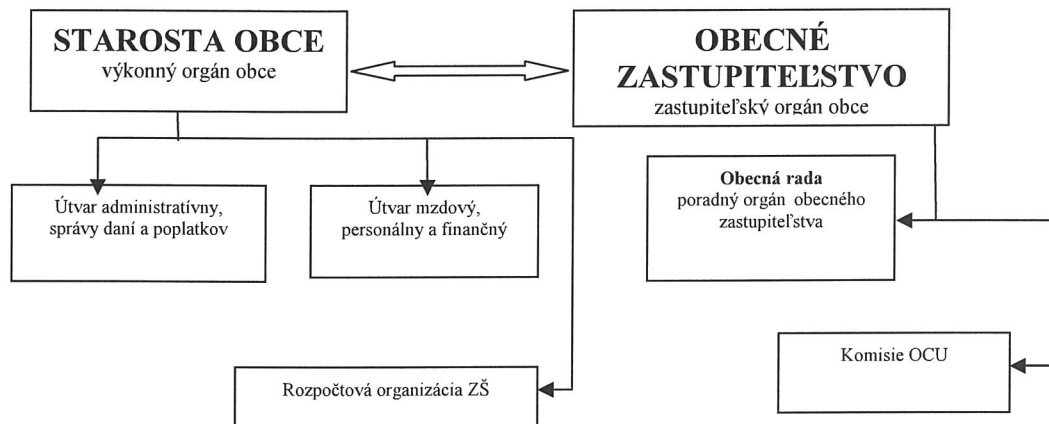 STAROSTA OBCE
výkonný orgán obce
OBECNÉ
ZASTUPITEĽSTVO
zastupiteľský orgán obce
Útvar administratívny,
správy daní a poplatkov
Útvar mzdový,
personálny a finančný
Obecná rada
poradný orgán obecného
zastupiteľstva
Rozpočtová organizácia ZŠ
Komisie OCU